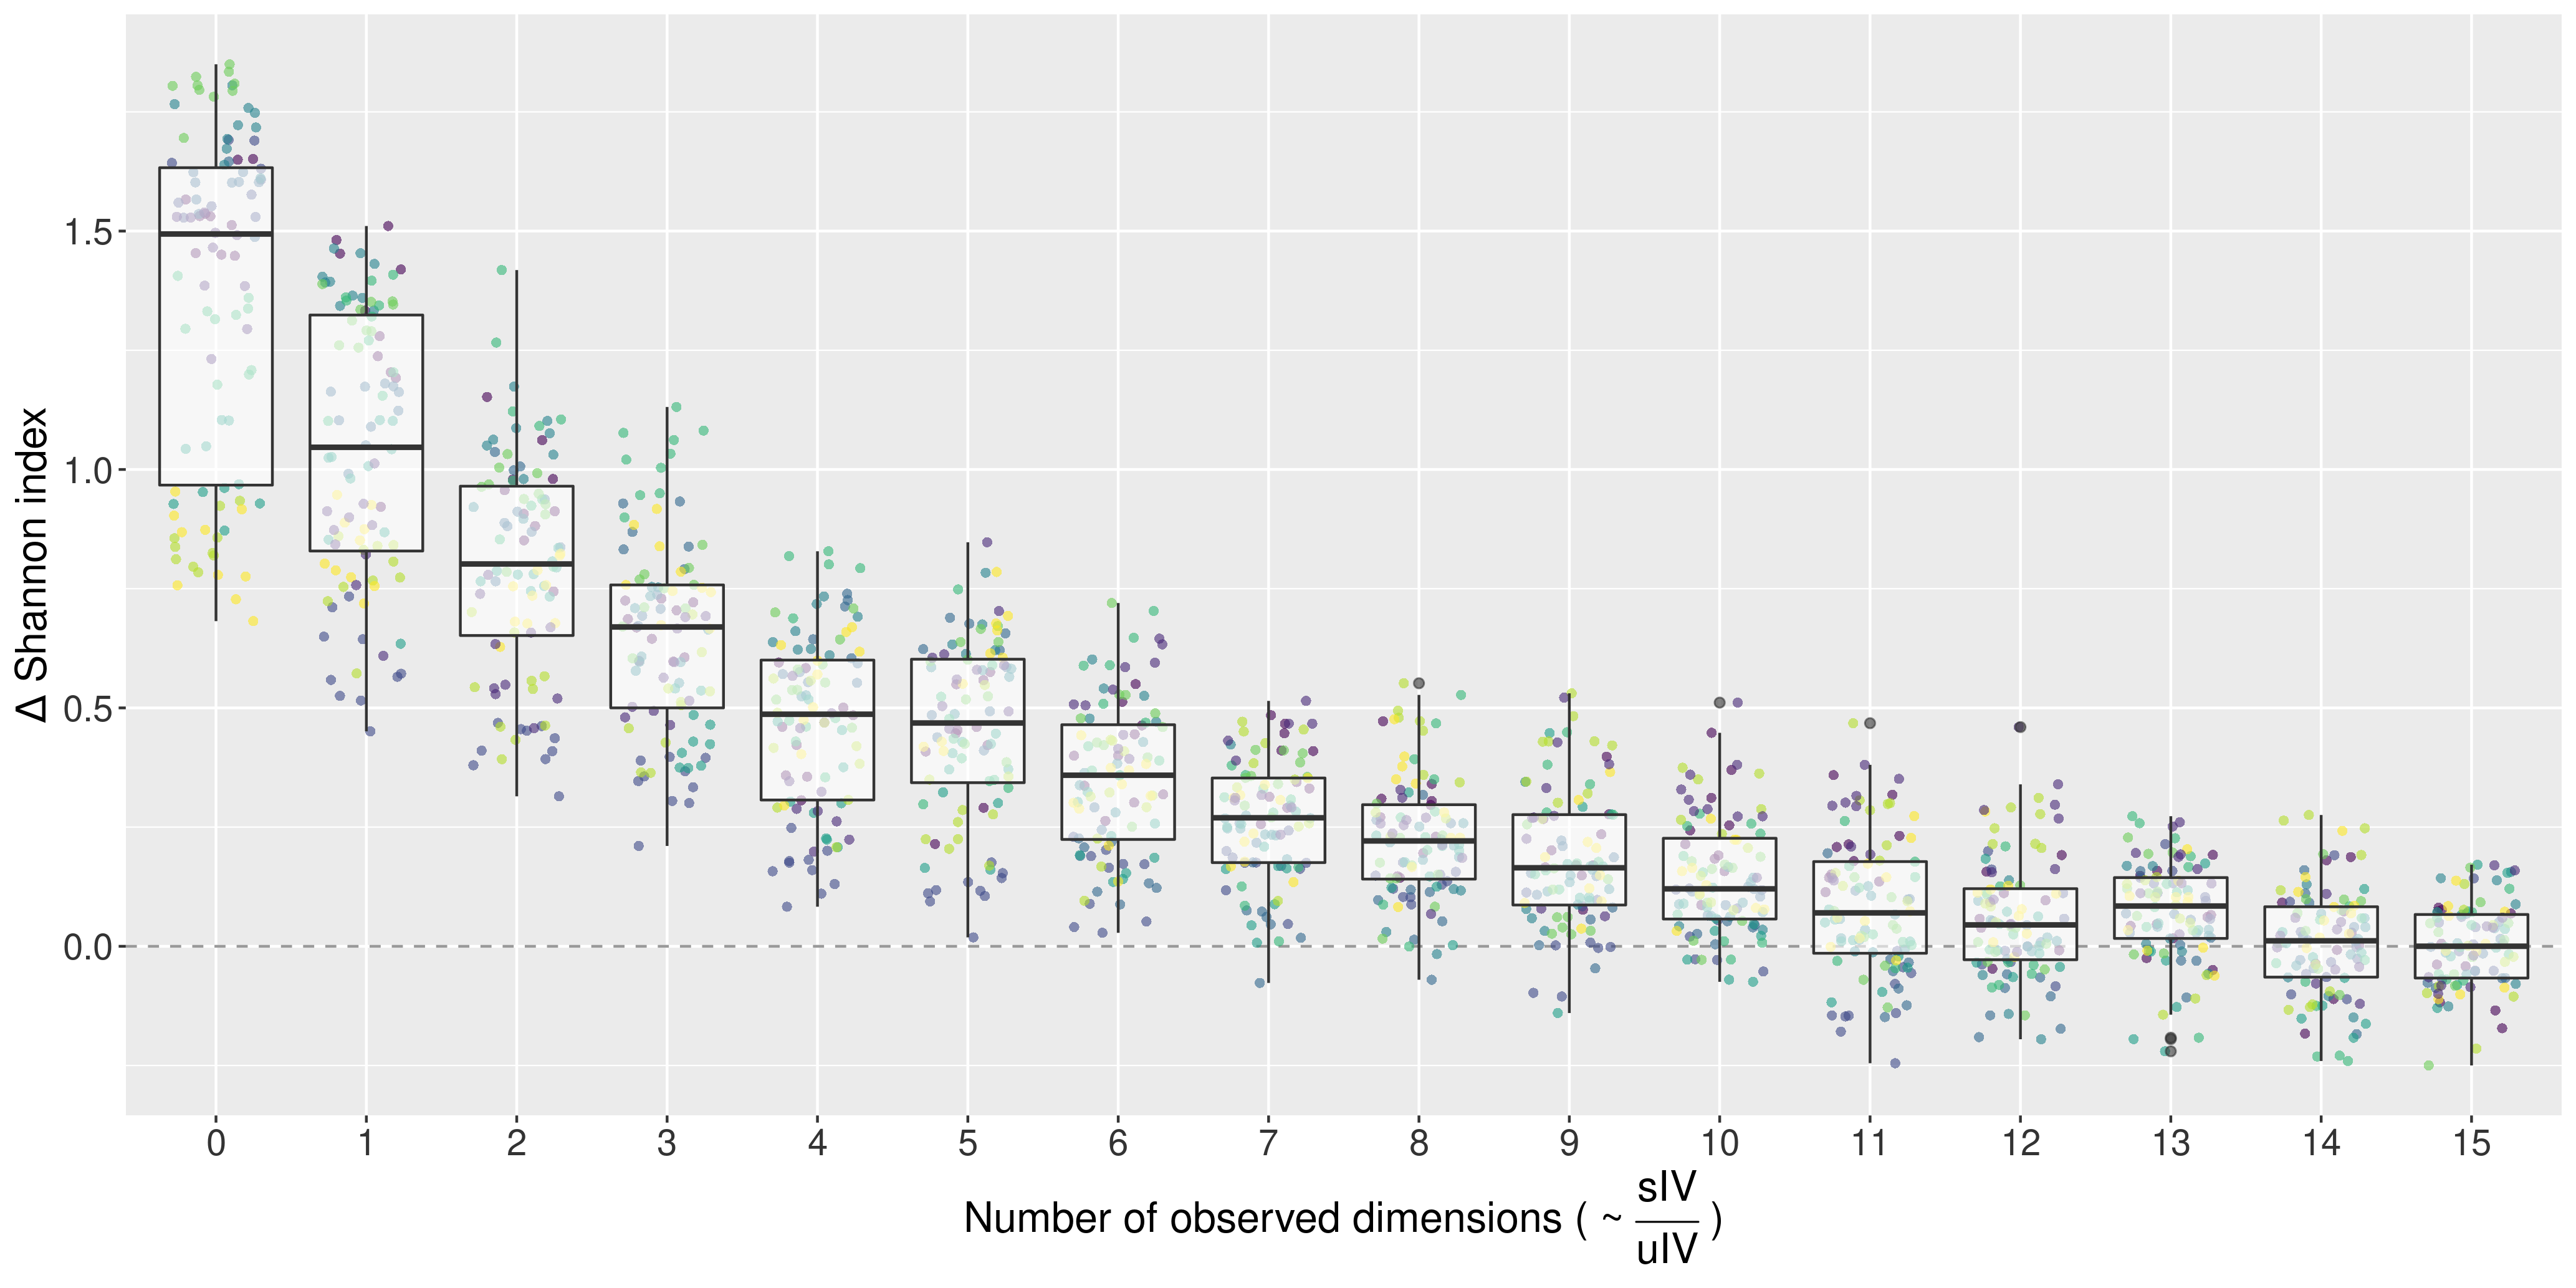 Δ Shannon index
1.5
1.0
0.5
0.0
0 1 2 3 4 5 6 7 8 9 10 11 12 13 14 15
sIV
Number of observed dimensions ( ~ )
uIV